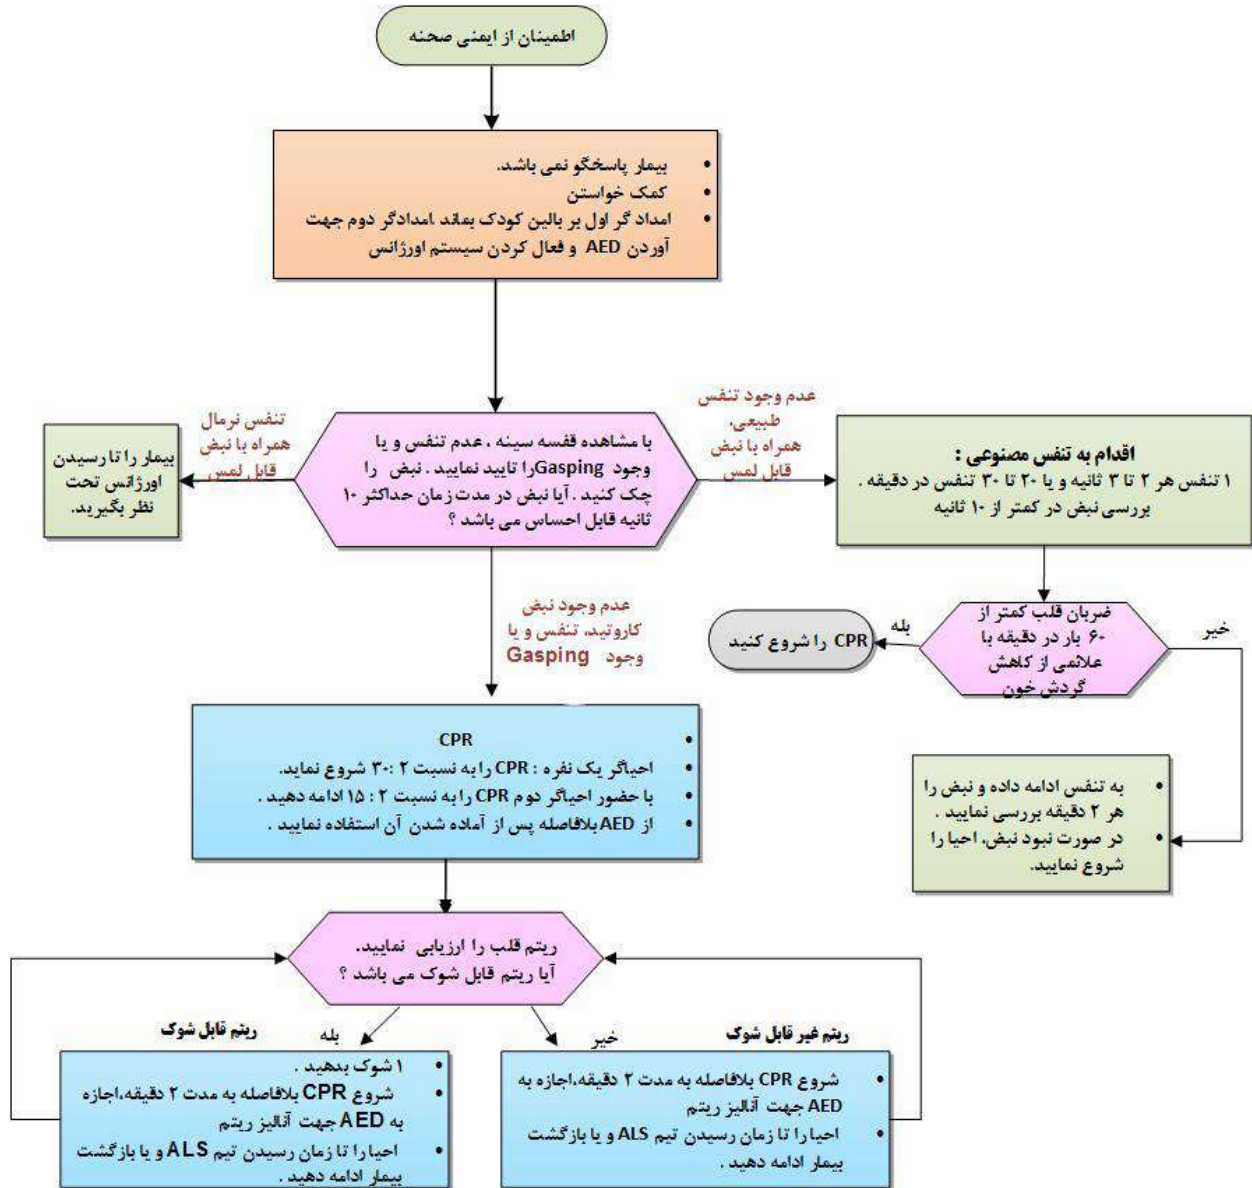 اطمینان از ایمنی صحنه
• بیمار پاسخگو نمی باشد.
• کمک خواستن
• امداد گر اول بر بالین کودک بماند .امدادگر دوم جهت
آوردن AED و فعال کردن سیستم اورژانس
عدم وجود تنفس
طبیعی،
همراه با نبض
قابل لمس
تنفس نرمال
همراه با نبض
قابل لمس
با مشاهده قفسه سینه ، عدم تنفس و یا
وجود Gasping را تایید نمایید . نبض را
چک کنید . آیا نبض در مدت زمان حداکثر ۱۰
ثانیه قابل احساس می باشد ؟
بیمار را تا رسیدن
اورژانس تحت
نظر بگیرید.
اقدام به تنفس مصنوعی :
۱ تنفس هر ۲ تا ۳ ثانیه و یا ۲۰ تا ۳۰ تنفس در دقیقه .
بررسی نبض در کمتر از ۱۰ ثانیه
ضربان قلب کمتر از
۶۰ بار در دقیقه با
علائمی از کاهش
گردش خون
خیر
بله
CPR را شروع کنید
عدم وجود نبض
کاروتید، تنفس و یا
وجود Gasping
• به تنفس ادامه داده و نبض را
هر ۲ دقیقه بررسی نمایید .
• در صورت نبود نبض، احیا را
شروع نمایید.
• CPR
• احیاگر یک نفره : CPR را به نسبت ۲ :۳۰ شروع نماید.
• با حضور احیاگر دوم CPR را به نسبت ۲ : ۱۵ ادامه دهید .
• از AED بلافاصله پس از آماده شدن آن استفاده نمایید .
ریتم قلب را ارزیابی نمایید.
آیا ریتم قابل شوک می باشد ؟
ریتم غیر قابل شوک
خیر
بله
ریتم قابل شوک
• شروع CPR بلافاصله به مدت ۲ دقیقه،اجازه به
AED جهت آنالیز ریتم
• احیا را تا زمان رسیدن تیم ALS و یا بازگشت
بیمار ادامه دهید .
• ۱ شوک بدهید .
• شروع CPR بلافاصله به مدت ۲ دقیقه،اجازه
به AED جهت آنالیز ریتم
• احیا را تا زمان رسیدن تیم ALS و یا بازگشت
بیمار ادامه دهید .